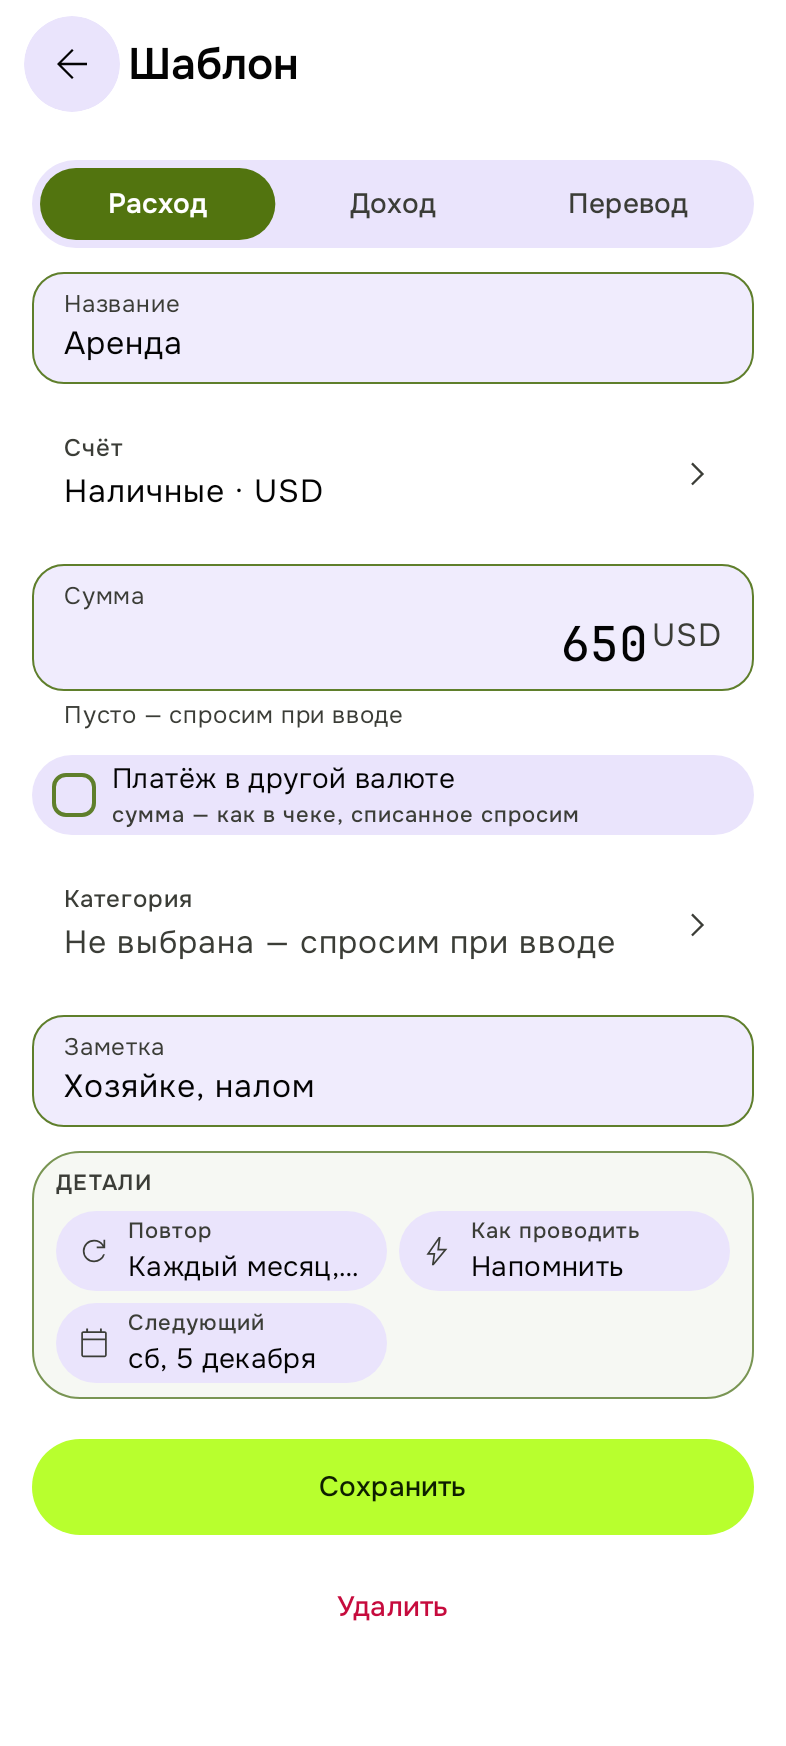 Шаблон
Расход
Доход
Перевод
Название
Аренда
Счёт
Наличные · USD
Сумма
650 USD
Пусто — спросим при вводе
Платёж в другой валюте
сумма — как в чеке, списанное спросим
Категория
Не выбрана — спросим при вводе
Заметка
Хозяйке, налом
ДЕТАЛИ
Повтор
Каждый месяц,...
Как проводить
Напомнить
Следующий
сб, 5 декабря
Сохранить
Удалить